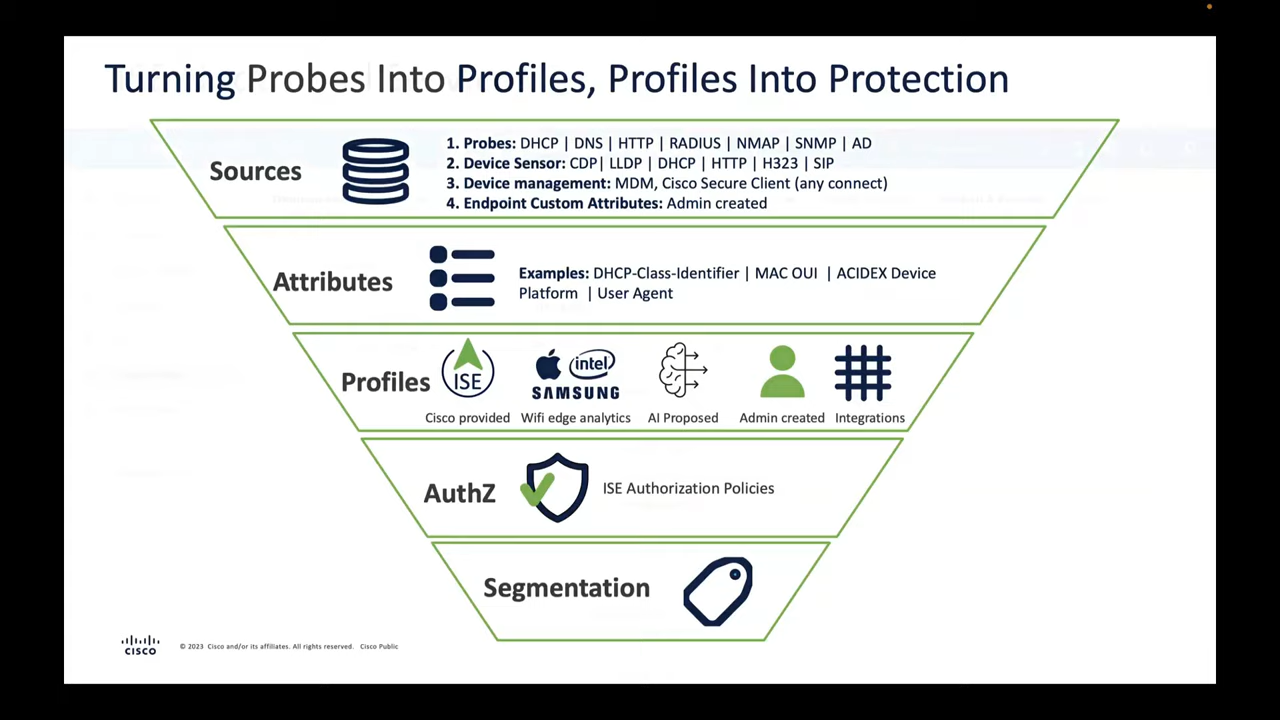 Turning Probes Into Profiles, Profiles Into Protection
Sources
1. Probes: DHCP | DNS | HTTP | RADIUS | NMAP | SNMP | AD
2. Device Sensor: CDP| LLDP | DHCP | HTTP | H323 | SIP
3. Device management: MDM, Cisco Secure Client (any connect)
4. Endpoint Custom Attributes: Admin created
Attributes
Examples: DHCP-Class-Identifier | MAC OUI | ACIDEX Device
Platform | User Agent
Profiles
ISE
intel
SAMSUNG
Cisco provided
Wifi edge analytics
AI Proposed
Admin created
Integrations
AuthZ
ISE Authorization Policies
Segmentation
CISCO
© 2023 Cisco and/or its affiliates. All rights reserved. Cisco Public